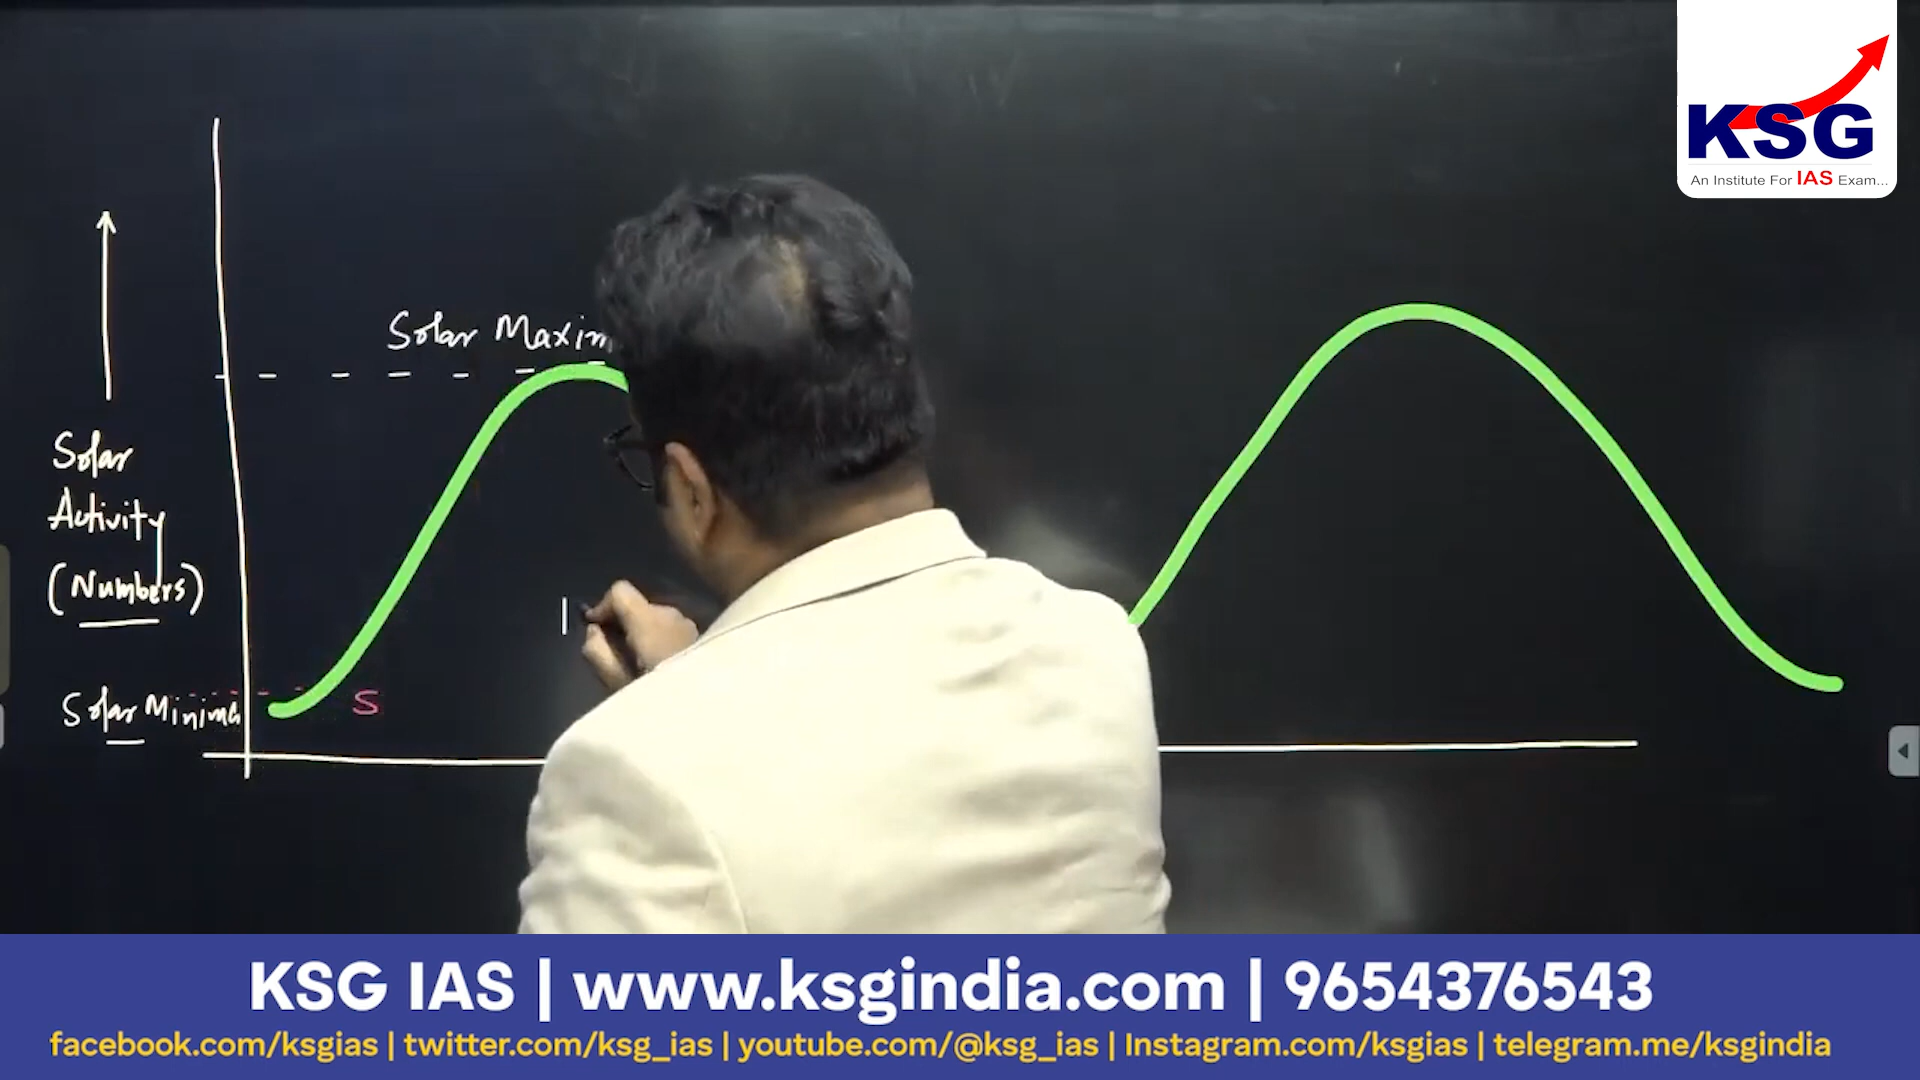 KSG
An Institute For IAS Exam...
Solar Maxim
Solar
Activity
(Numbers)
Solar Minima
S
KSG IAS | www.ksgindia.com | 9654376543
facebook.com/ksgias | twitter.com/ksg_ias | youtube.com/@ksg_ias | Instagram.com/ksgias | telegram.me/ksgindia